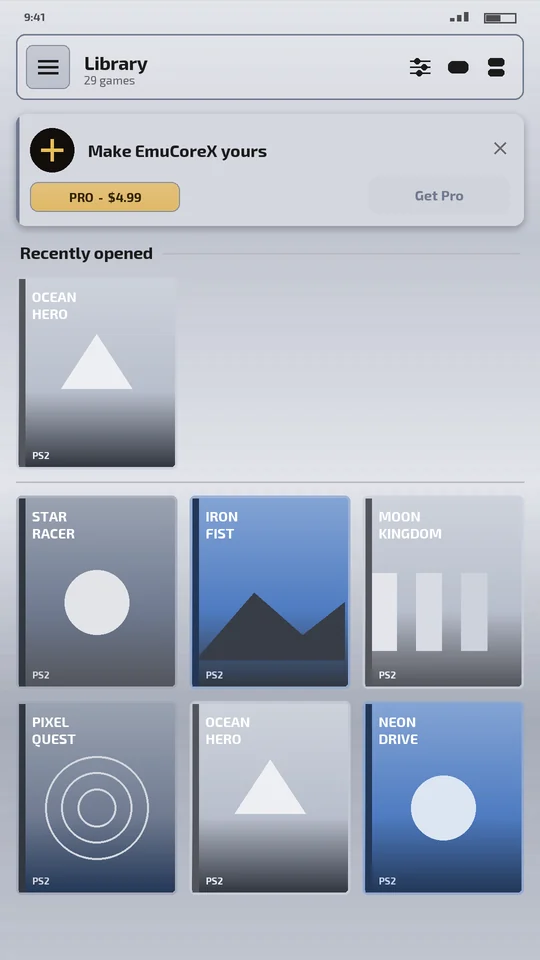 9:41
Library
29 games
Make EmuCoreX yours
PRO - $4.99
Get Pro
Recently opened
OCEAN
HERO
PS2
STAR
RACER
PS2
IRON
FIST
PS2
MOON
KINGDOM
PS2
PIXEL
QUEST
PS2
OCEAN
HERO
PS2
NEON
DRIVE
PS2